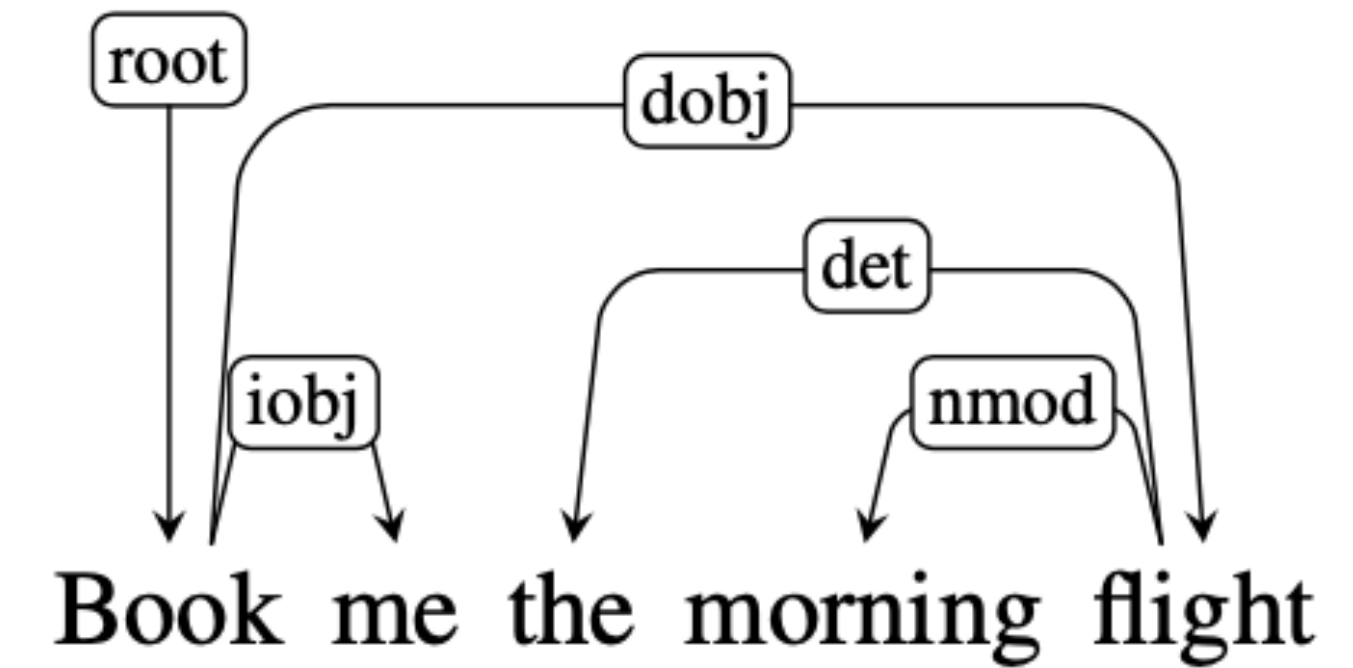 root
dobj
det
iobj
nmod
Book me the morning flight